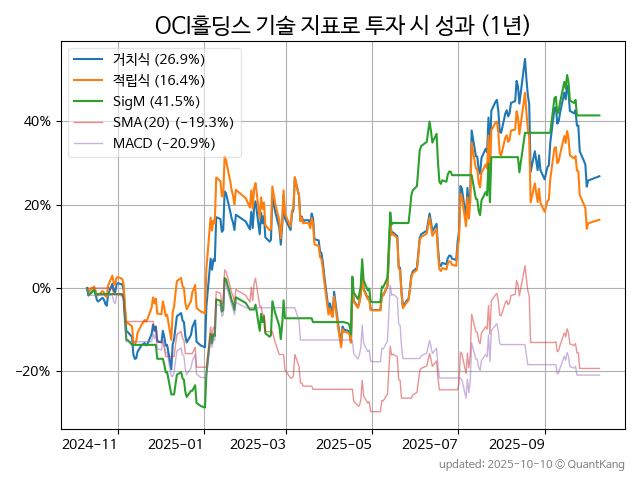 OCI홀딩스 기술 지표로 투자 시 성과 (1년)
거치식 (26.9%)
적립식 (16.4%)
SigM (41.5%)
SMA(20) (−19.3%)
MACD (−20.9%)
40%
20%
0%
−20%
2024−11
2025−01
2025−03
2025−05
2025−07
2025−09
updated: 2025-10-10 © QuantKang